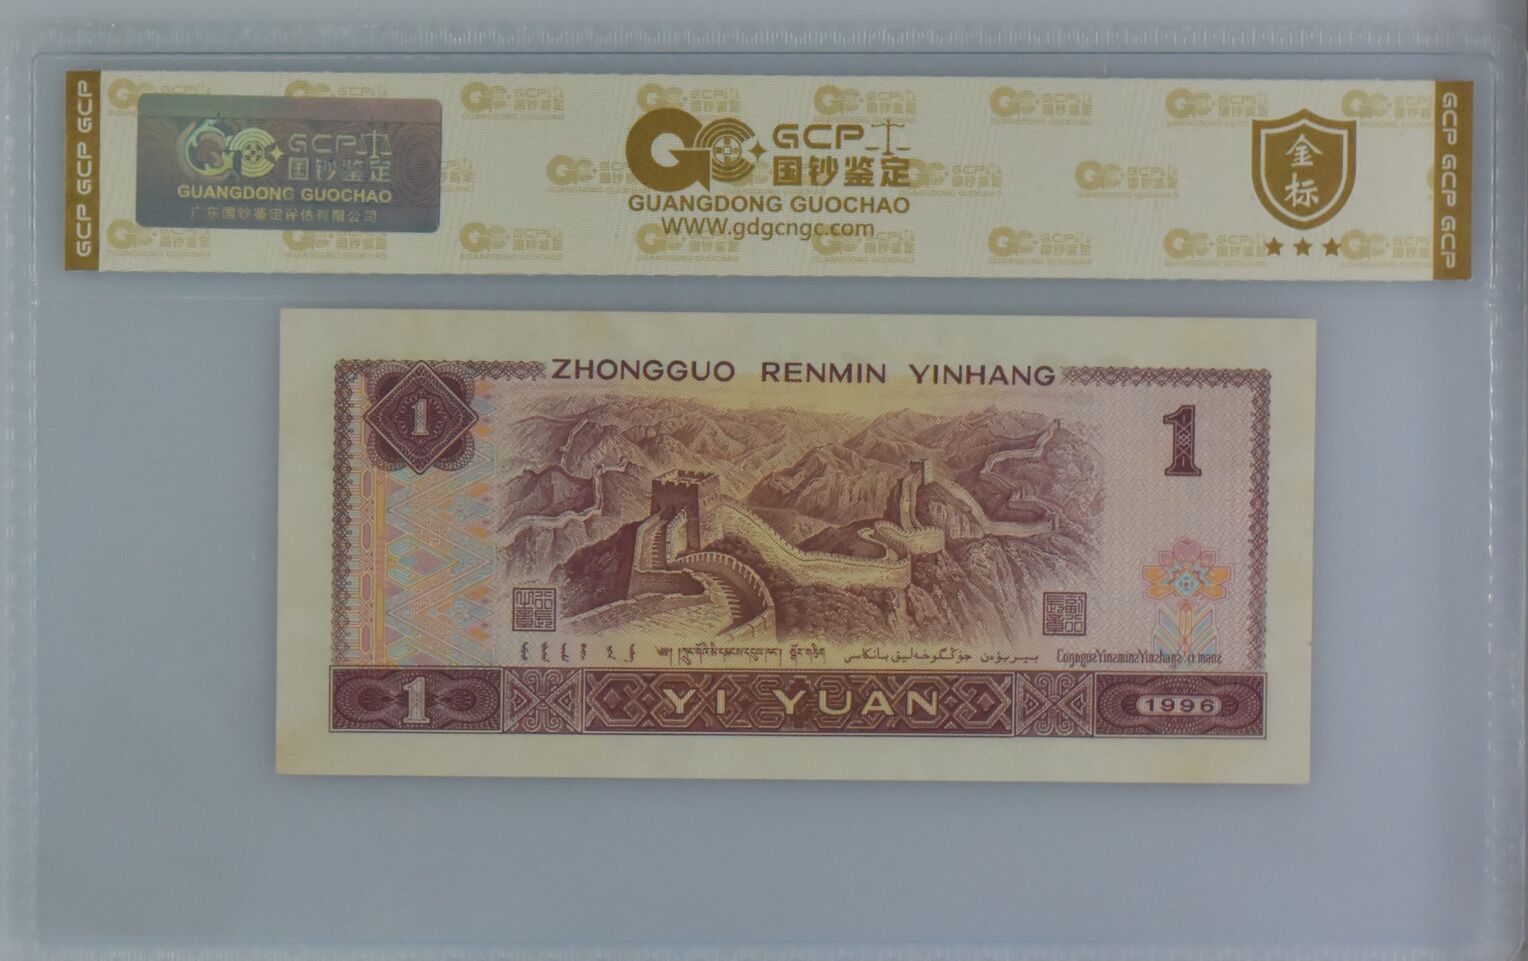 GCP GCP GCP
GCP
国钞鉴定
GUANGDONG GUOCHAO
广东国钞鉴定评估有限公司
GCP
国钞鉴定
GUANGDONG GUOCHAO
WWW.gdgcngc.com
金
标
GCP GCP GCP
ZHONGGUO RENMIN YINHANG
1
1
1
YI YUAN
1996